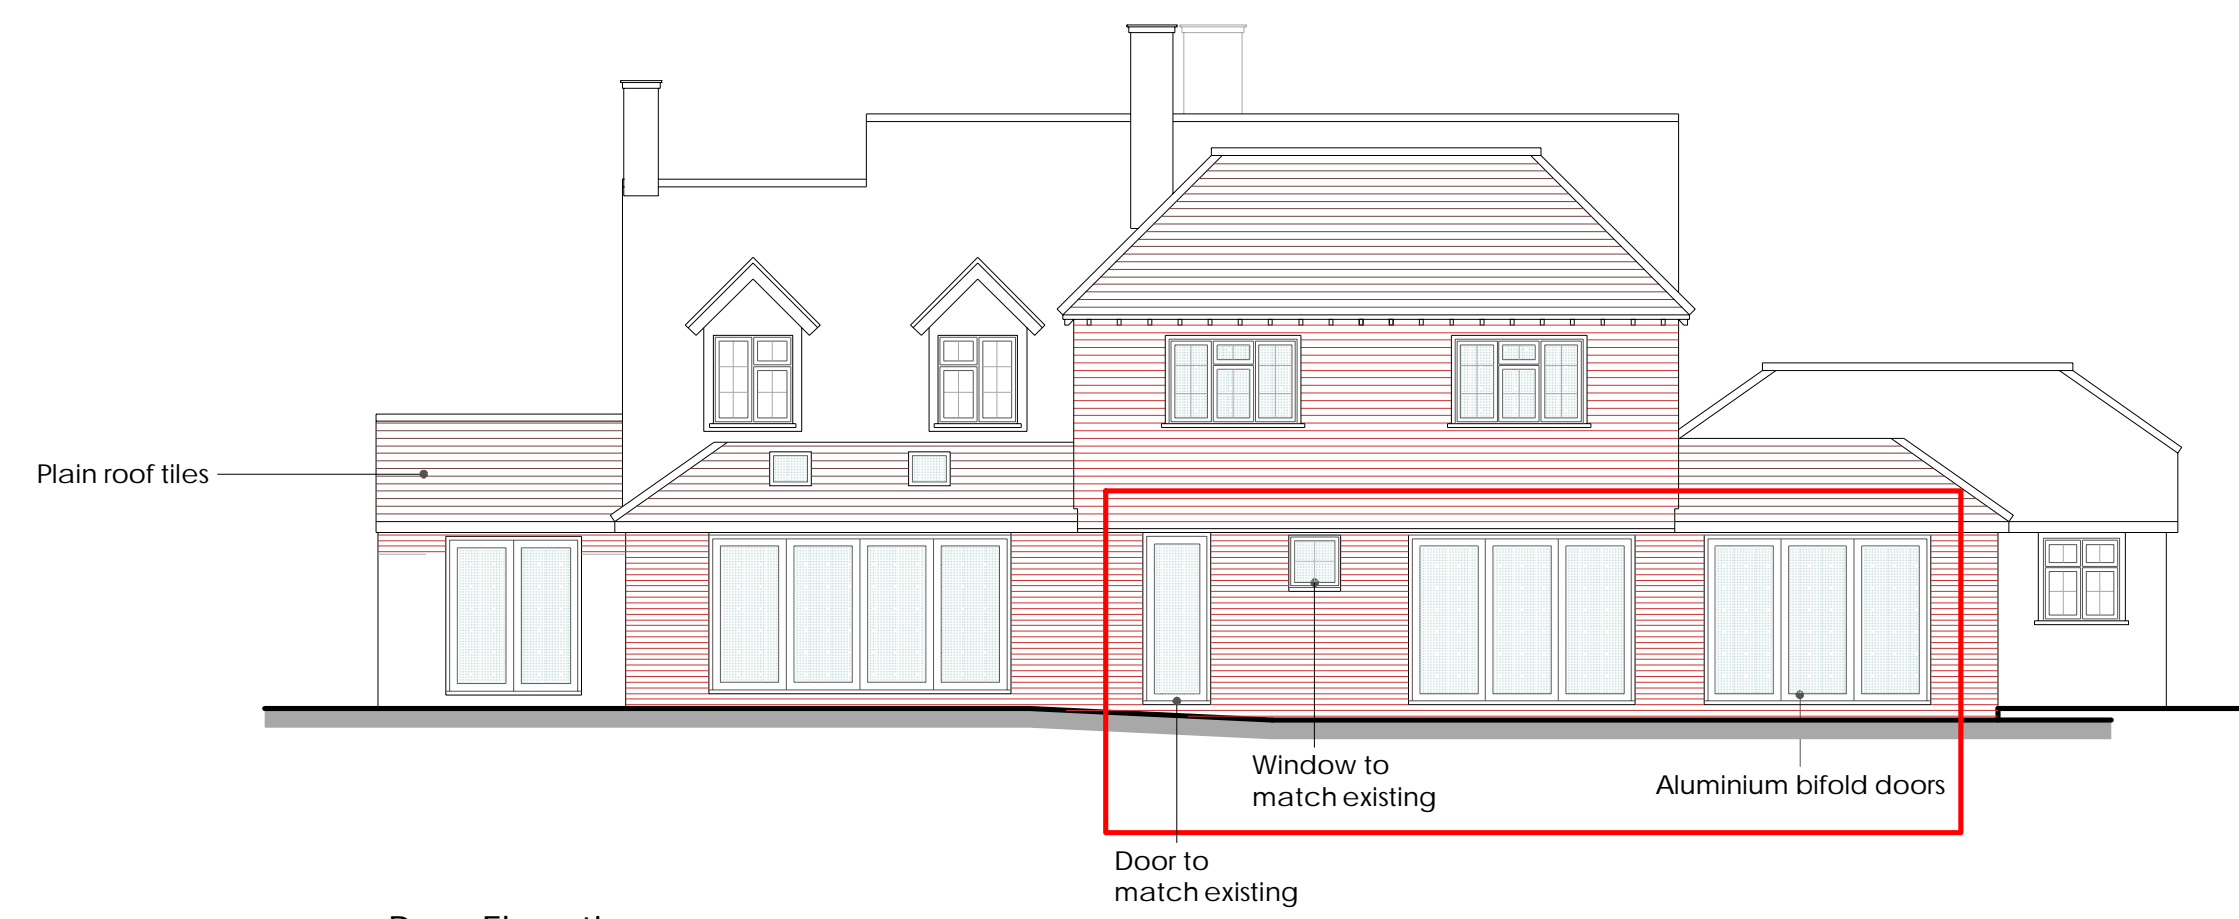 Plain roof tiles
Window to
match existing
Aluminium bifold doors
Door to
match existing